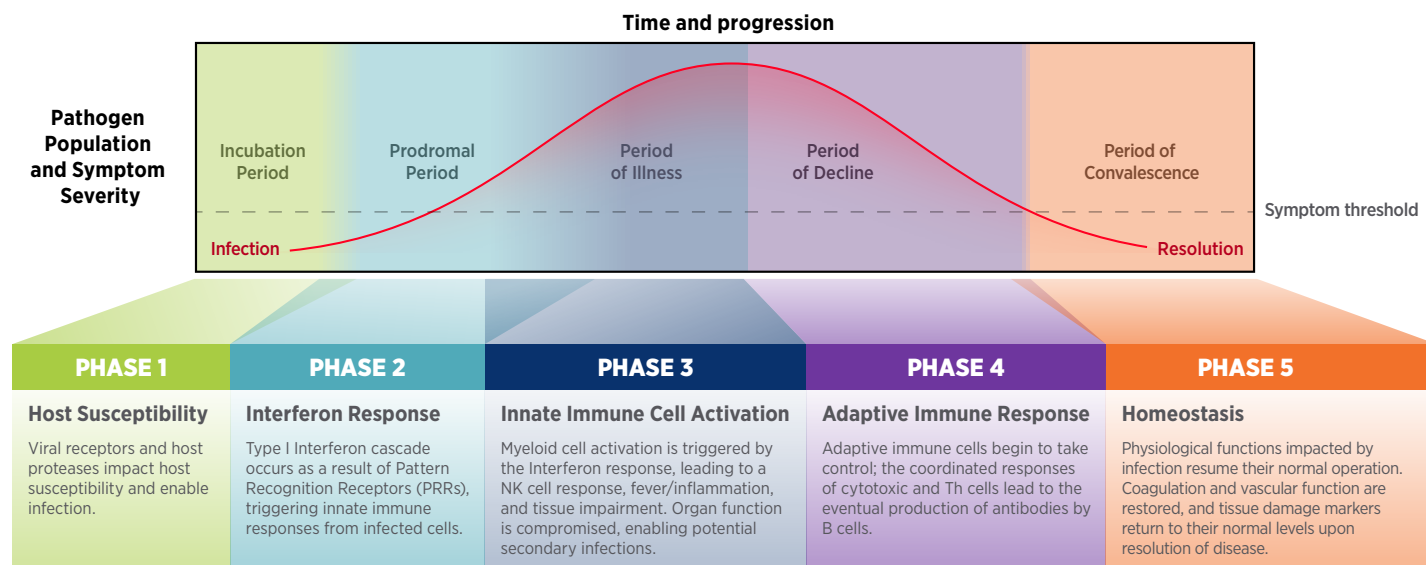 Time and progression
Pathogen
Population
and Symptom
Severity
Incubation
Period
Prodromal
Period
Period
of Illness
Period
of Decline
Period of
Convalescence
Symptom threshold
Infection
Resolution
PHASE 1
Host Susceptibility
Viral receptors and host
proteases impact host
susceptibility and enable
infection.
PHASE 2
Interferon Response
Type I Interferon cascade
occurs as a result of Pattern
Recognition Receptors (PRRs),
triggering innate immune
responses from infected cells.
PHASE 3
Innate Immune Cell Activation
Myeloid cell activation is triggered by
the Interferon response, leading to a
NK cell response, fever/inflammation,
and tissue impairment. Organ function
is compromised, enabling potential
secondary infections.
PHASE 4
Adaptive Immune Response
Adaptive immune cells begin to take
control; the coordinated responses
of cytotoxic and Th cells lead to the
eventual production of antibodies by
B cells.
PHASE 5
Homeostasis
Physiological functions impacted by
infection resume their normal operation.
Coagulation and vascular function are
restored, and tissue damage markers
return to their normal levels upon
resolution of disease.